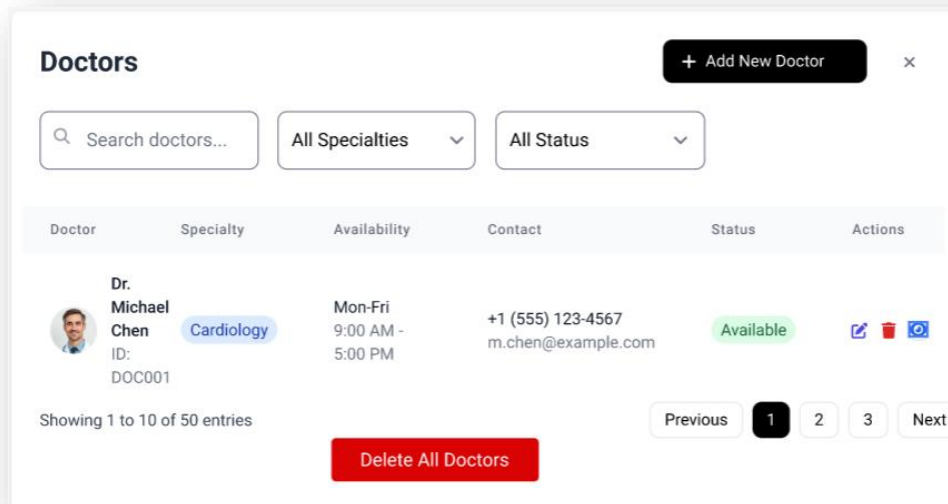 Doctors
+ Add New Doctor
×
Search doctors...
All Specialties
All Status
Doctor Specialty Availability Contact Status Actions
Dr.
Michael
Chen
ID:
DOC001
Cardiology
Mon-Fri
9:00 AM -
5:00 PM
+1 (555) 123-4567
m.chen@example.com
Available
Showing 1 to 10 of 50 entries
Previous 1 2 3 Next
Delete All Doctors